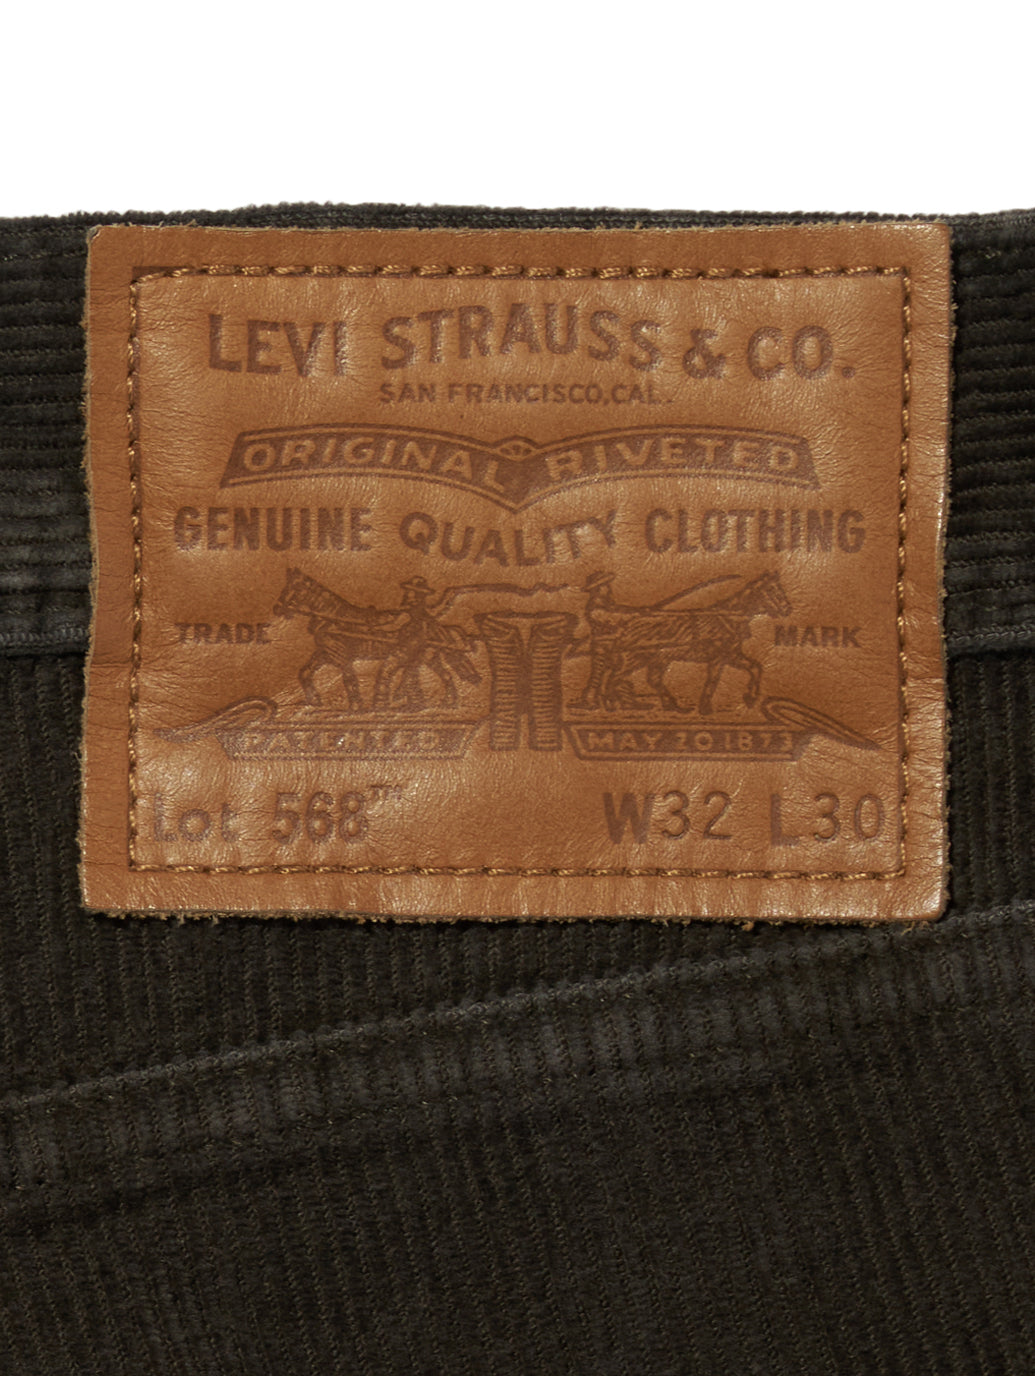 LEVI STRAUSS & CO.
SAN FRANCISCO, CAL.
ORIGINAL RIVETED
GENUINE QUALITY CLOTHING
TRADE MARK
PATENTED MAY 20 1873
Lot 568™ W32 L30